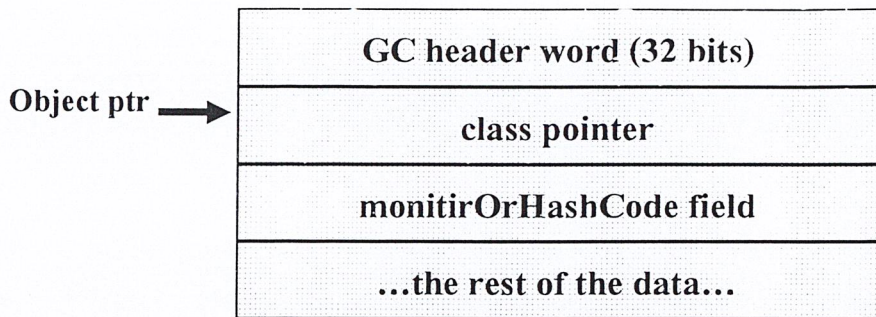 GC header word (32 bits)
Object ptr
class pointer
monitirOrHashCode field
...the rest of the data...